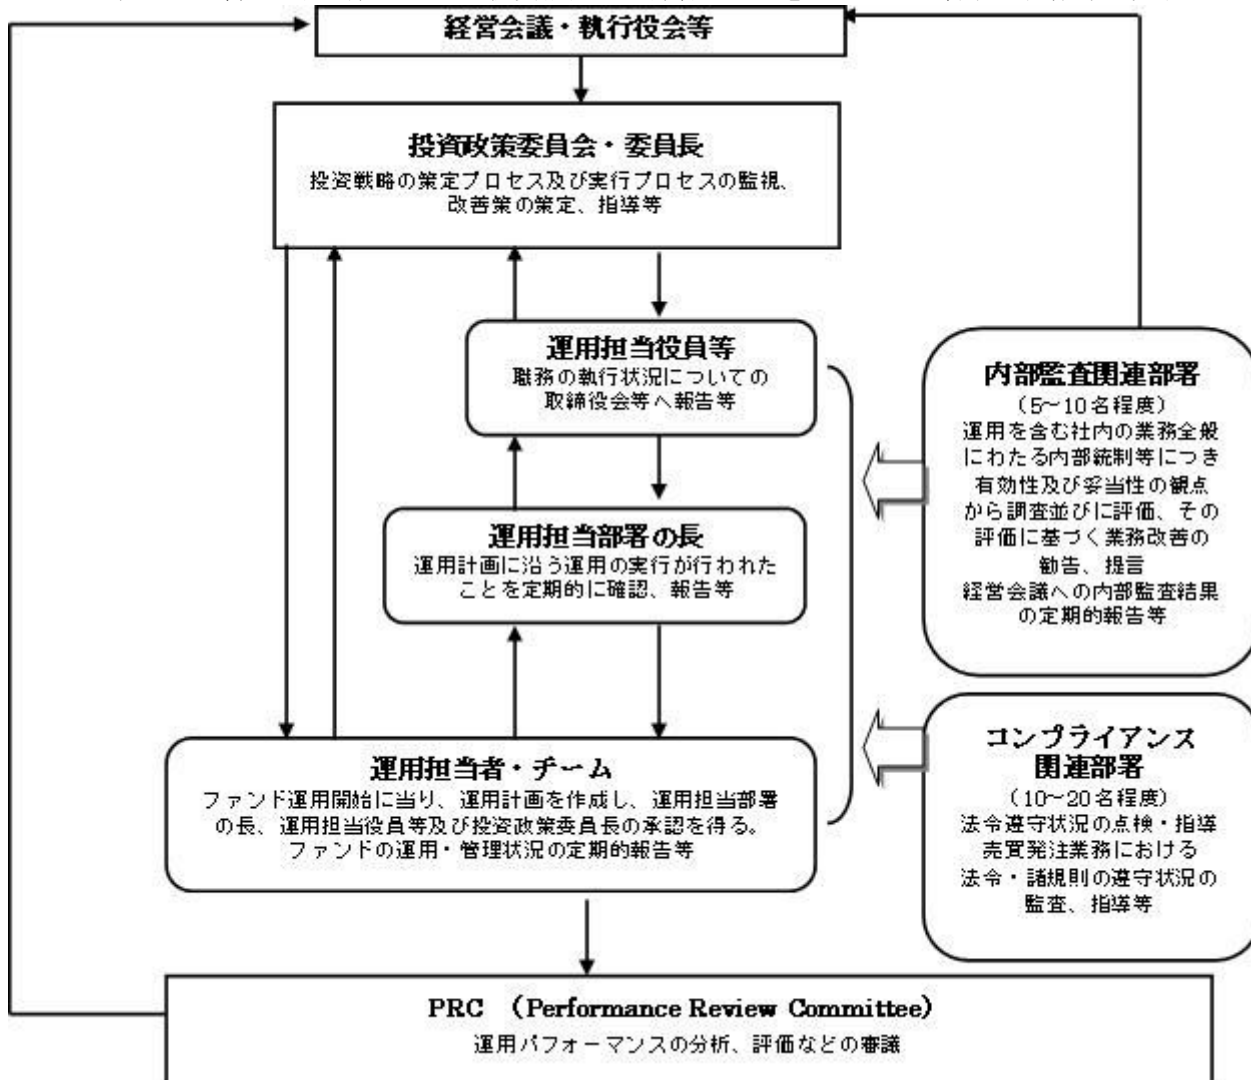 経営会議・執行役会等
投資政策委員会・委員長
投資戦略の策定プロセス及び実行プロセスの監視、
改善策の策定、指導等
運用担当役員等
職務の執行状況についての
取締役会等へ報告等
運用担当部署の長
運用計画に沿う運用の実行が行われた
ことを定期的に確認、報告等
運用担当者・チーム
ファンド運用開始に当り、運用計画を作成し、運用担当部署
の長、運用担当役員等及び投資政策委員長の承認を得る。
ファンドの運用・管理状況の定期的報告等
内部監査関連部署
(5~10名程度)
運用を含む社内の業務全般
にわたる内部統制等につき
有効性及び妥当性の観点
から調査並びに評価、その
評価に基づく業務改善の
勧告、提言
経営会議への内部監査結果
の定期的報告等
コンプライアンス
関連部署
(10~20名程度)
法令遵守状況の点検・指導
売買発注業務における
法令・諸規則の遵守状況の
監査、指導等
PRC (Performance Review Committee)
運用パフォーマンスの分析、評価などの審議